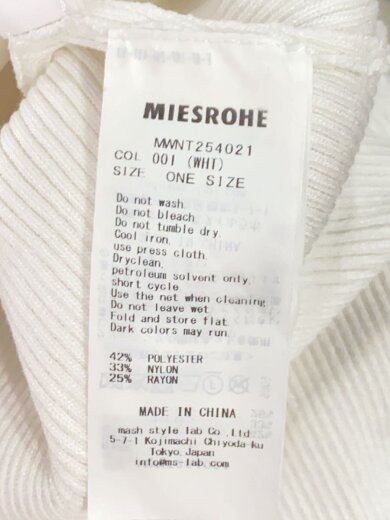 MIESROHE
MWNT254021
COL 001 (WHT)
SIZE ONE SIZE
Do not wash.
Do not bleach.
Do not tumble dry.
Cool iron.
use press cloth.
Dryclean.
petroleum solvent only.
short cycle
Use the net when cleaning
Do not leave wet.
Fold and store flat.
Dark colors may run.
42% POLYESTER
33% NYLON
25% RAYON
MADE IN CHINA
mash style lab Co.,Ltd
5-7-1 Kojimachi Chiyoda-ku
Tokyo.Japan
info@ms-lab.com